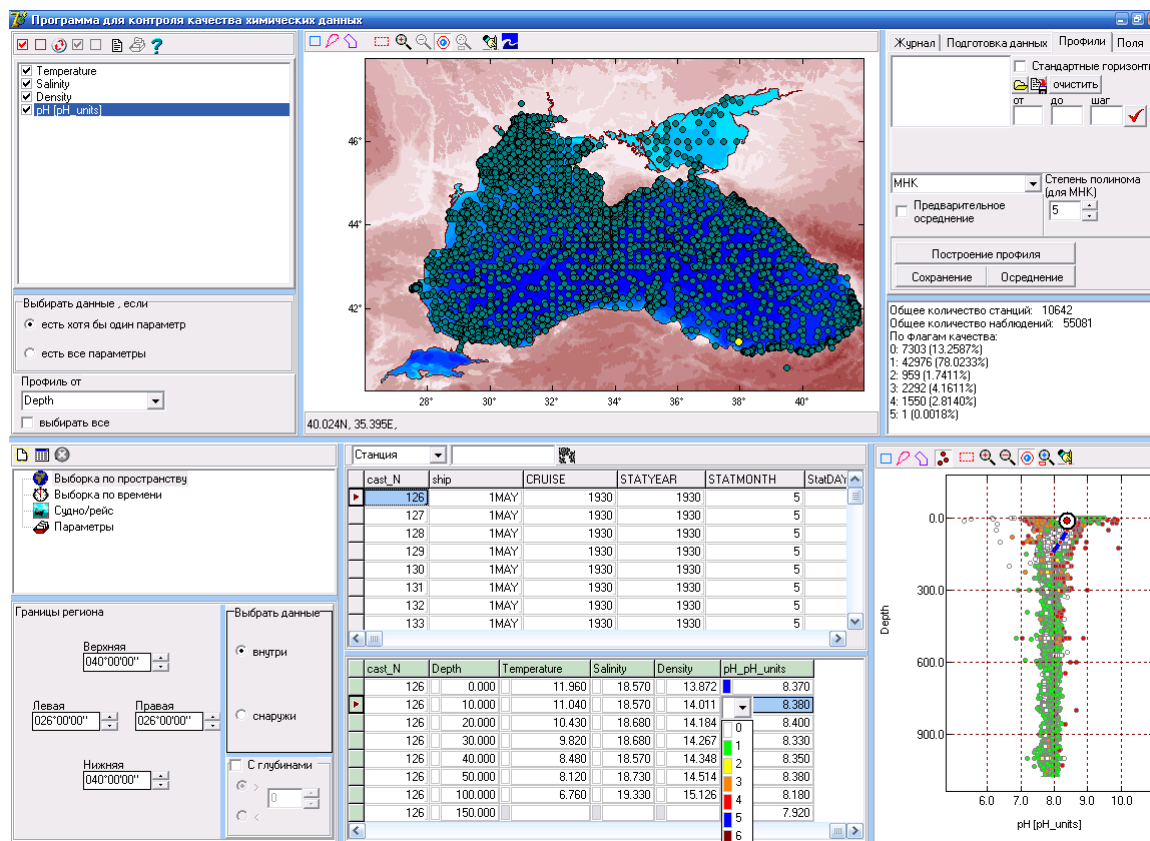 Программа для контроля качества химических данных
Temperature
Salinity
Density
pH [pH_units]
Выбирать данные , если
есть хотя бы один параметр
есть все параметры
Профиль от
Depth
выбирать все
46°
44°
42°
28° 30° 32° 34° 36° 38° 40°
40.024N, 35.395E,
Журнал Подготовка данных Профили Поля
Стандартные горизонты
очистить
от до шаг
МНК
Степень полинома
(для МНК)
Предварительное
осреднение
5
Построение профиля
Сохранение Осреднение
Общее количество станций: 10642
Общее количество наблюдений: 55081
По флагам качества:
0: 7303 (13.2587%)
1: 42976 (78.0233%)
2: 959 (1.7411%)
3: 2292 (4.1611%)
4: 1550 (2.8140%)
5: 1 (0.0018%)
Выборка по пространству
Выборка по времени
Судно/рейс
Параметры
Границы региона
Верхняя
040°00'00"
Левая Правая
026°00'00" 026°00'00"
Нижняя
040°00'00"
Выбрать данные
внутри
снаружи
С глубинами
> 0
<
Станция
cast_N ship CRUISE STATYEAR STATMONTH StatDAY
126 1MAY 1930 1930 5
127 1MAY 1930 1930 5
128 1MAY 1930 1930 5
129 1MAY 1930 1930 5
130 1MAY 1930 1930 5
131 1MAY 1930 1930 5
132 1MAY 1930 1930 5
133 1MAY 1930 1930 5
cast_N Depth Temperature Salinity Density pH_pH_units
126 0.000 11.960 18.570 13.872 8.370
126 10.000 11.040 18.570 14.011 8.380
126 20.000 10.430 18.680 14.184 8.400
126 30.000 9.820 18.680 14.267 8.330
126 40.000 8.480 18.570 14.348 8.350
126 50.000 8.120 18.730 14.514 8.380
126 100.000 6.760 19.330 15.126 8.180
126 150.000 7.920
0
1
2
3
4
5
6
Depth
0.0
300.0
600.0
900.0
6.0 7.0 8.0 9.0 10.0
pH [pH_units]